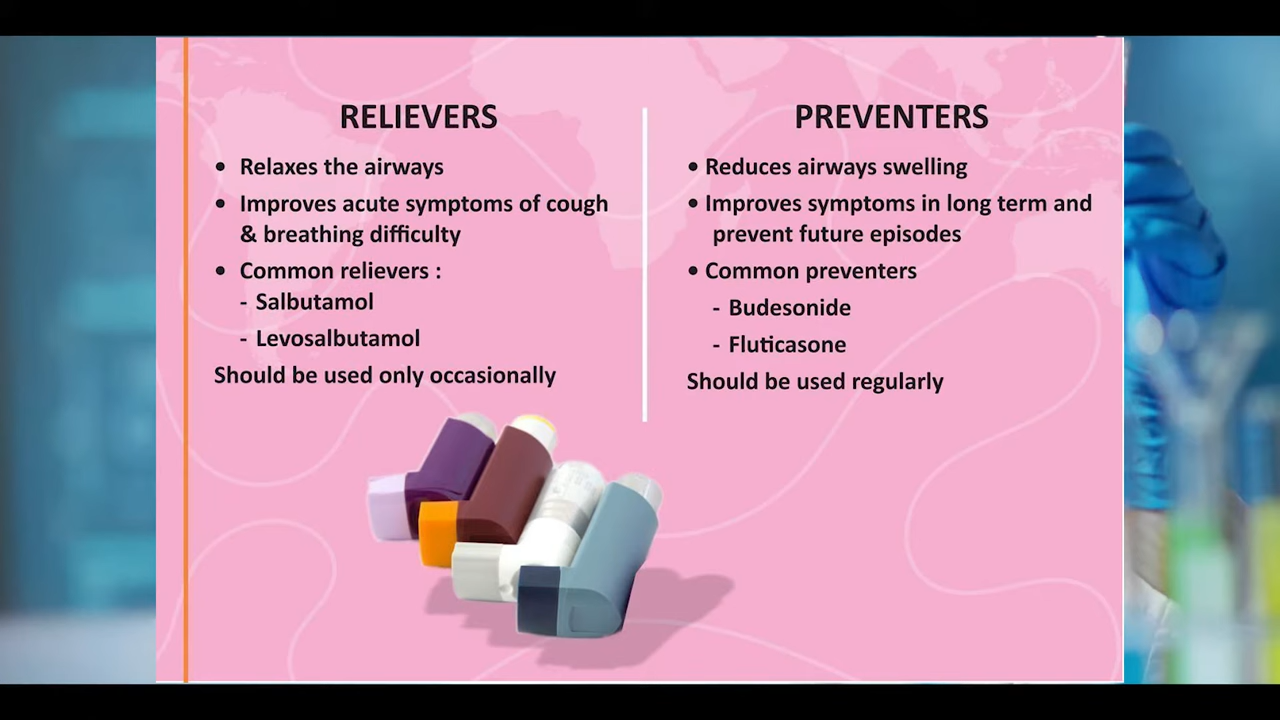 RELIEVERS
• Relaxes the airways
• Improves acute symptoms of cough
& breathing difficulty
• Common relievers :
- Salbutamol
- Levosalbutamol
Should be used only occasionally
PREVENTERS
• Reduces airways swelling
• Improves symptoms in long term and
prevent future episodes
• Common preventers
- Budesonide
- Fluticasone
Should be used regularly